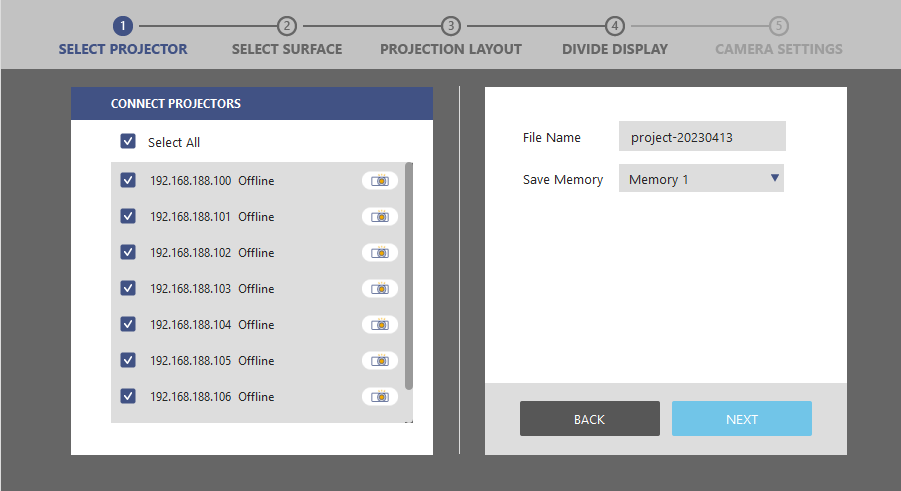 1 2 3 4 5
SELECT PROJECTOR SELECT SURFACE PROJECTION LAYOUT DIVIDE DISPLAY CAMERA SETTINGS
CONNECT PROJECTORS
Select All
192.168.188.100 Offline
192.168.188.101 Offline
192.168.188.102 Offline
192.168.188.103 Offline
192.168.188.104 Offline
192.168.188.105 Offline
192.168.188.106 Offline
File Name project-20230413
Save Memory Memory 1
BACK NEXT